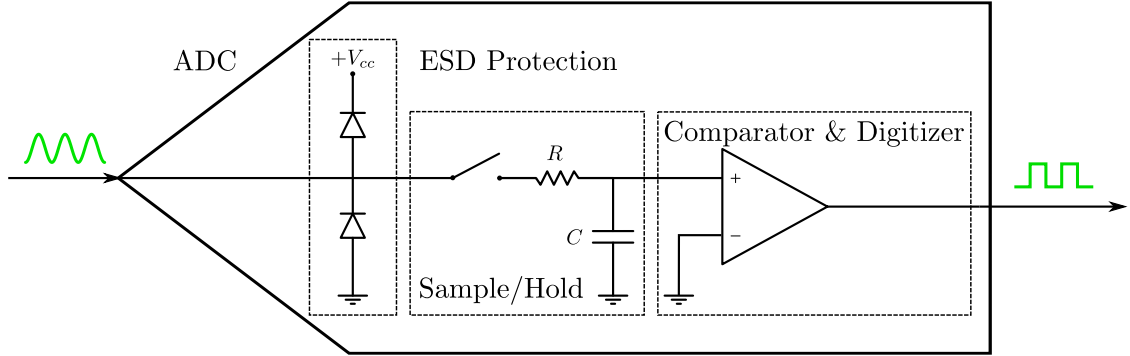 ADC
+V_cc
ESD Protection
Comparator & Digitizer
R
+
C
−
Sample/Hold